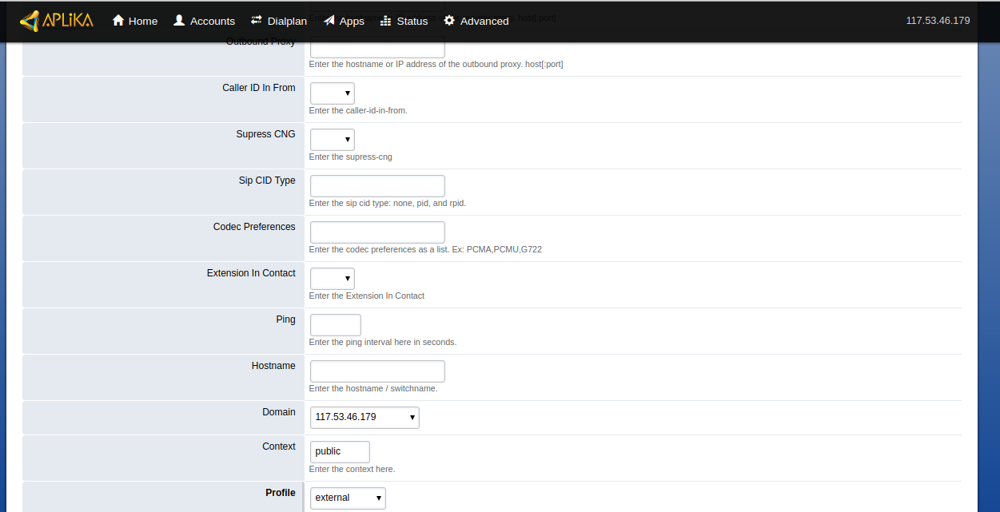 APLIKA
Home
Accounts
Dialplan
Apps
Status
Advanced
117.53.46.179
Outbound Proxy
Enter the hostname or IP address of the outbound proxy. host[:port]
Caller ID In From
Enter the caller-id-in-from.
Supress CNG
Enter the supress-cng
Sip CID Type
Enter the sip cid type: none, pid, and rpid.
Codec Preferences
Enter the codec preferences as a list. Ex: PCMA,PCMU,G722
Extension In Contact
Enter the Extension In Contact
Ping
Enter the ping interval here in seconds.
Hostname
Enter the hostname / switchname.
Domain
117.53.46.179
Context
public
Enter the context here.
Profile
external